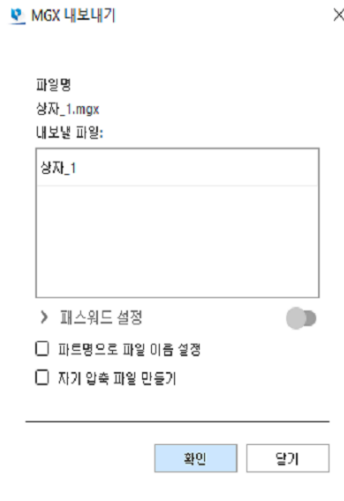 MGX 내보내기
파일명
상자_1.mgx
내보낼 파일:
상자_1
패스워드 설정
파트명으로 파일 이름 설정
자기 압축 파일 만들기
확인
닫기